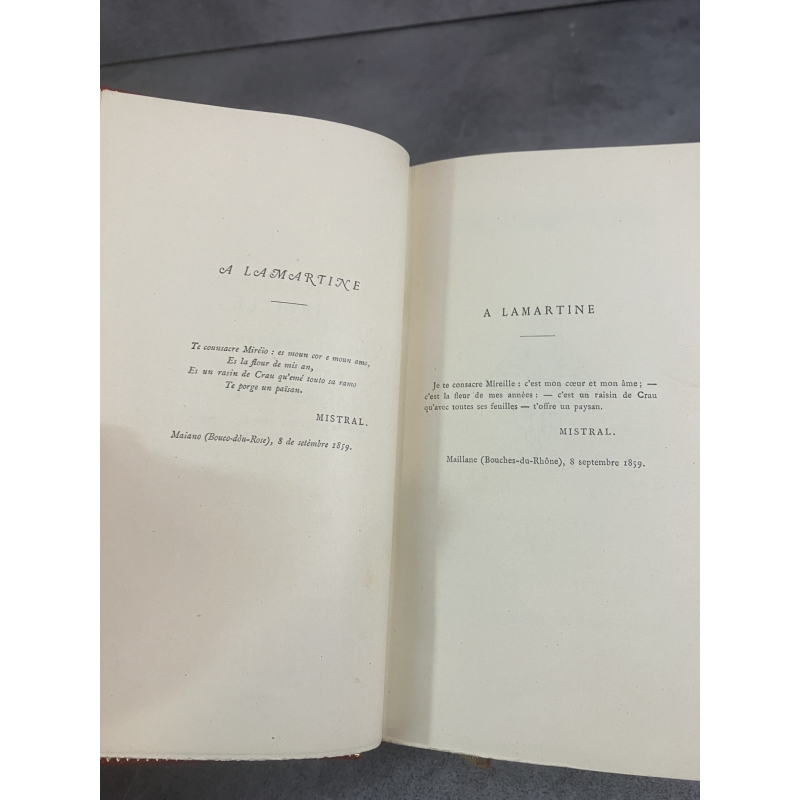 A LAMARTINE
Te counsacre Mirèio : es moun cor e moun amo,
Es la flour de mis an,
Es un rasin de Crau qu'emé touto sa ramo
Te porge un païsan.
MISTRAL.
Maiano (Bouco-dóu-Rose), 8 de setèmbre 1859.
A LAMARTINE
Je te consacre Mireille : c'est mon cœur et mon âme ; —
c'est la fleur de mes années : — c'est un raisin de Crau
qu'avec toutes ses feuilles — t'offre un paysan.
MISTRAL.
Maillane (Bouches-du-Rhône), 8 septembre 1859.